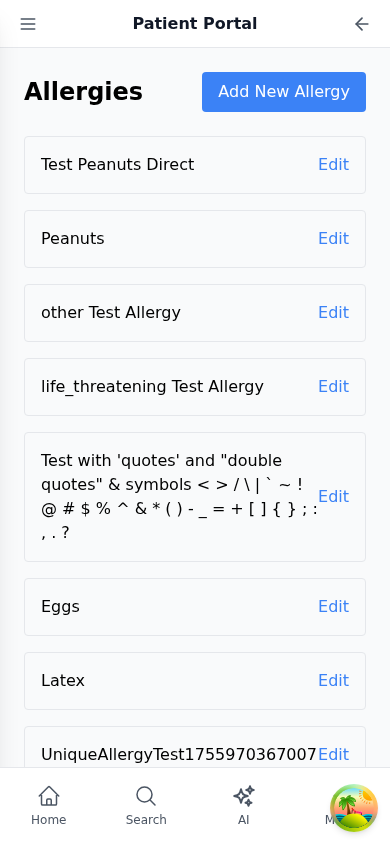 Patient Portal
Allergies
Add New Allergy
Test Peanuts Direct
Edit
Peanuts
Edit
other Test Allergy
Edit
life_threatening Test Allergy
Edit
Test with 'quotes' and "double
quotes" & symbols < > / \ | ` ~ !
@ # $ % ^ & * ( ) - _ = + [ ] { } ; :
, . ?
Edit
Eggs
Edit
Latex
Edit
UniqueAllergyTest1755970367007
Edit
Home
Search
AI